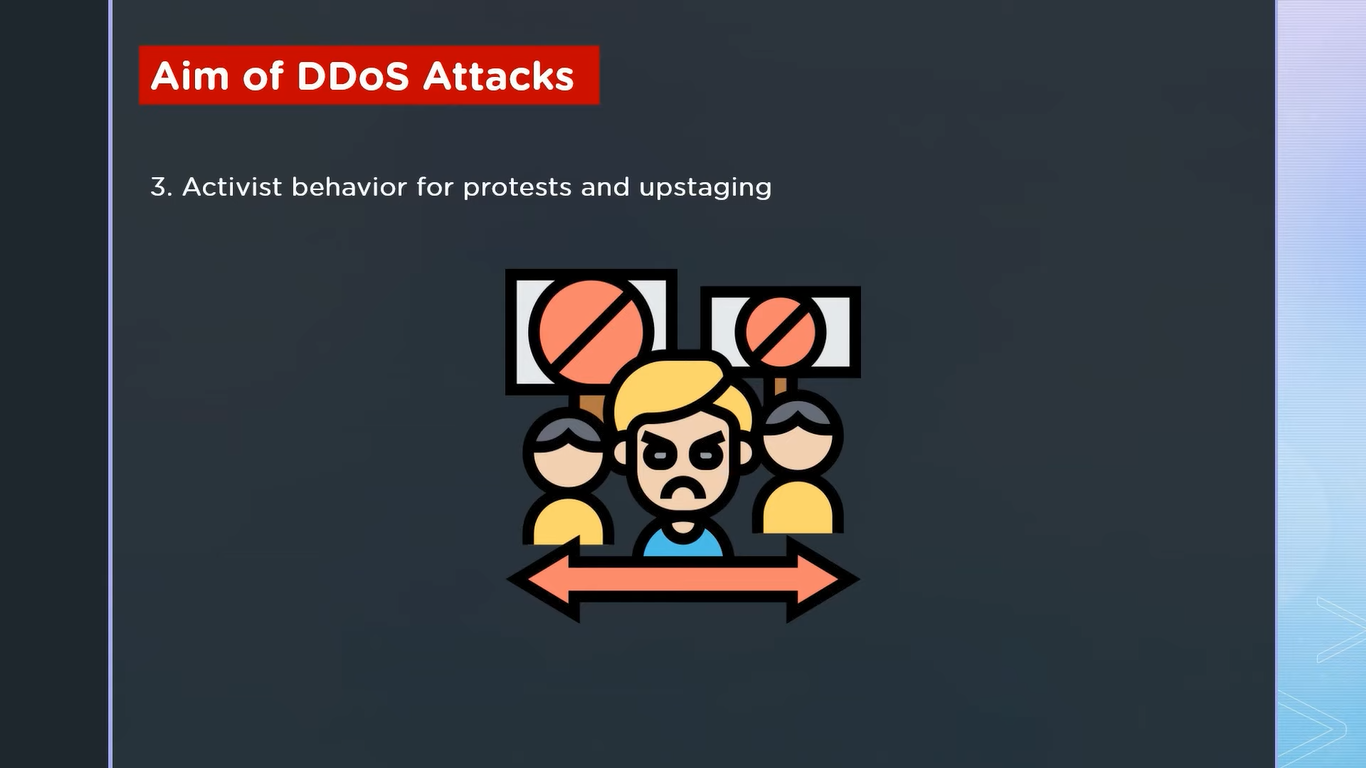 Aim of DDoS Attacks
3. Activist behavior for protests and upstaging